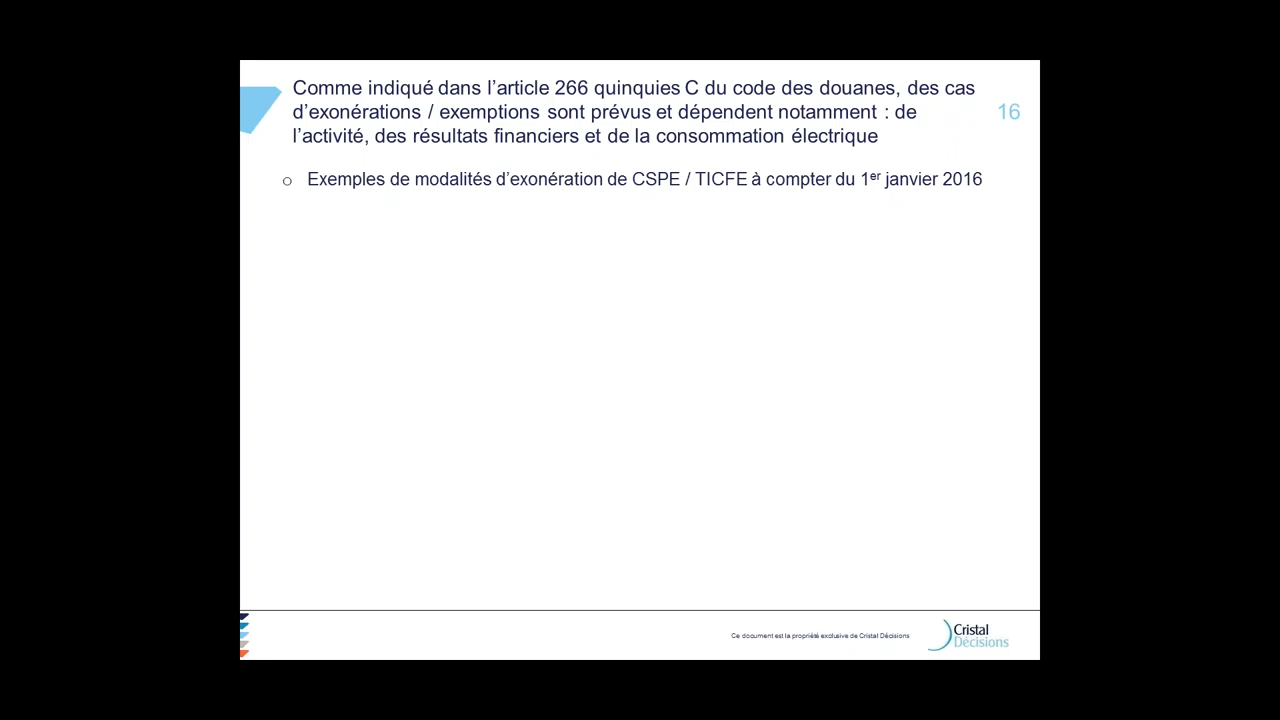 Comme indiqué dans l’article 266 quinquies C du code des douanes, des cas
d’exonérations / exemptions sont prévus et dépendent notamment : de
l’activité, des résultats financiers et de la consommation électrique
16
o Exemples de modalités d’exonération de CSPE / TICFE à compter du 1er janvier 2016
Ce document est la propriété exclusive de Cristal Décisions
Cristal
Décisions